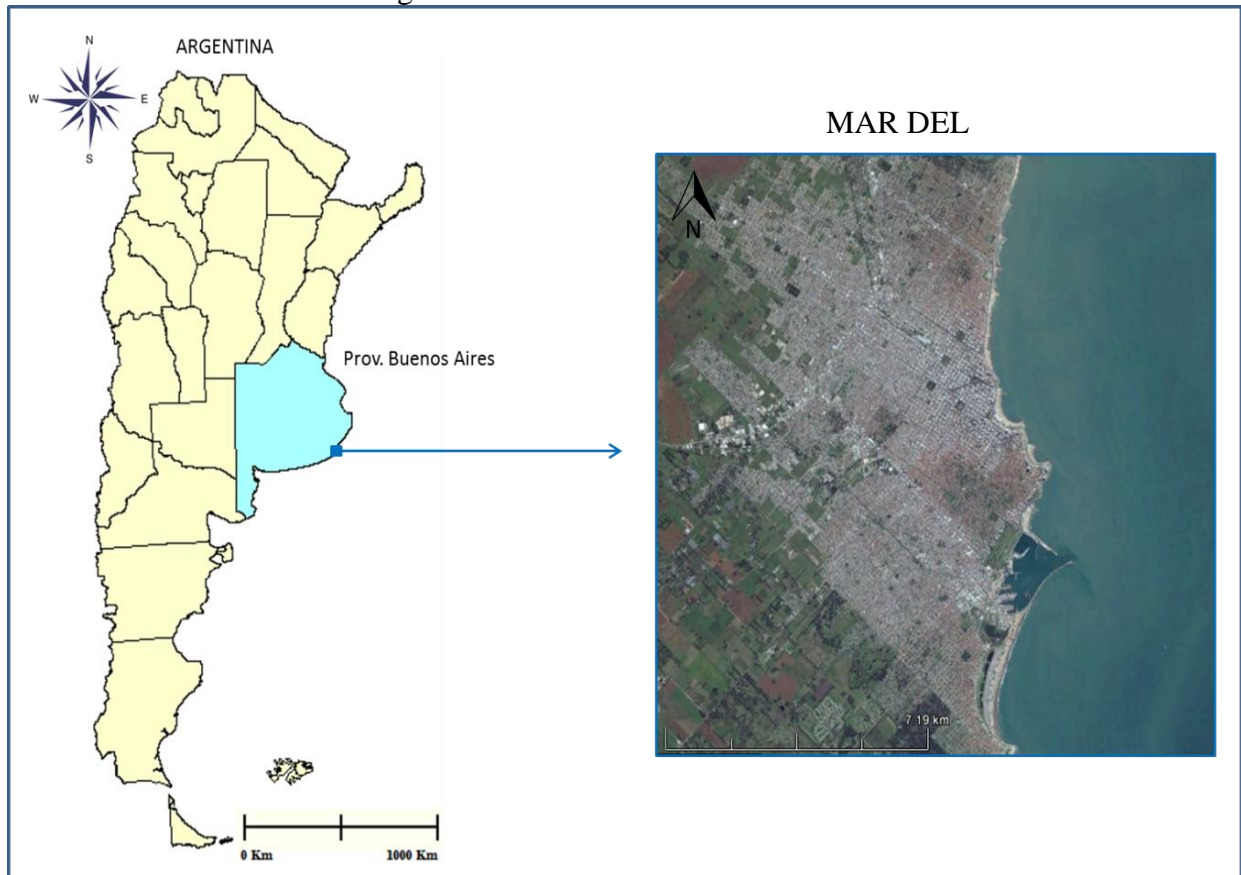 N
ARGENTINA
W
E
S
MAR DEL
N
Prov. Buenos Aires
7.19 km
0 Km
1000 Km